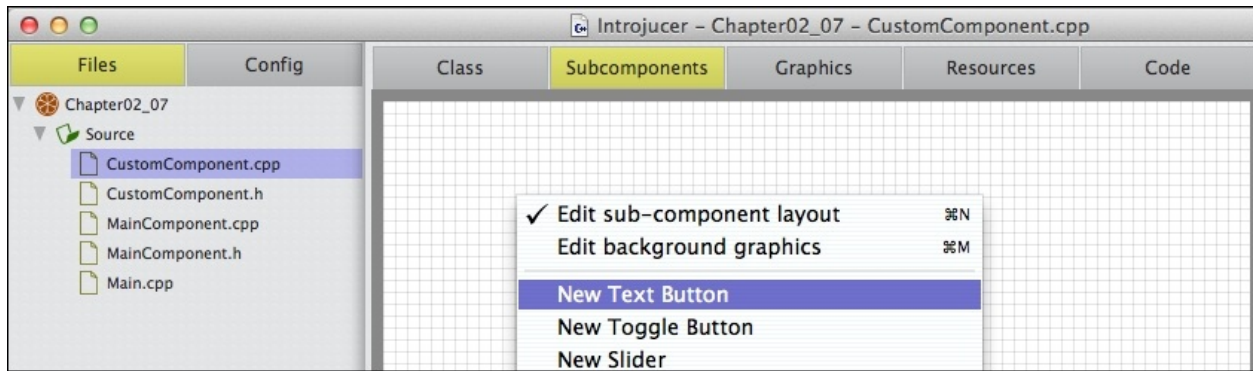 Introjucer – Chapter02_07 – CustomComponent.cpp
Files Config Class Subcomponents Graphics Resources Code
Chapter02_07
Source
CustomComponent.cpp
CustomComponent.h
MainComponent.cpp
MainComponent.h
Main.cpp
✓ Edit sub-component layout ⌘N
Edit background graphics ⌘M
New Text Button
New Toggle Button
New Slider